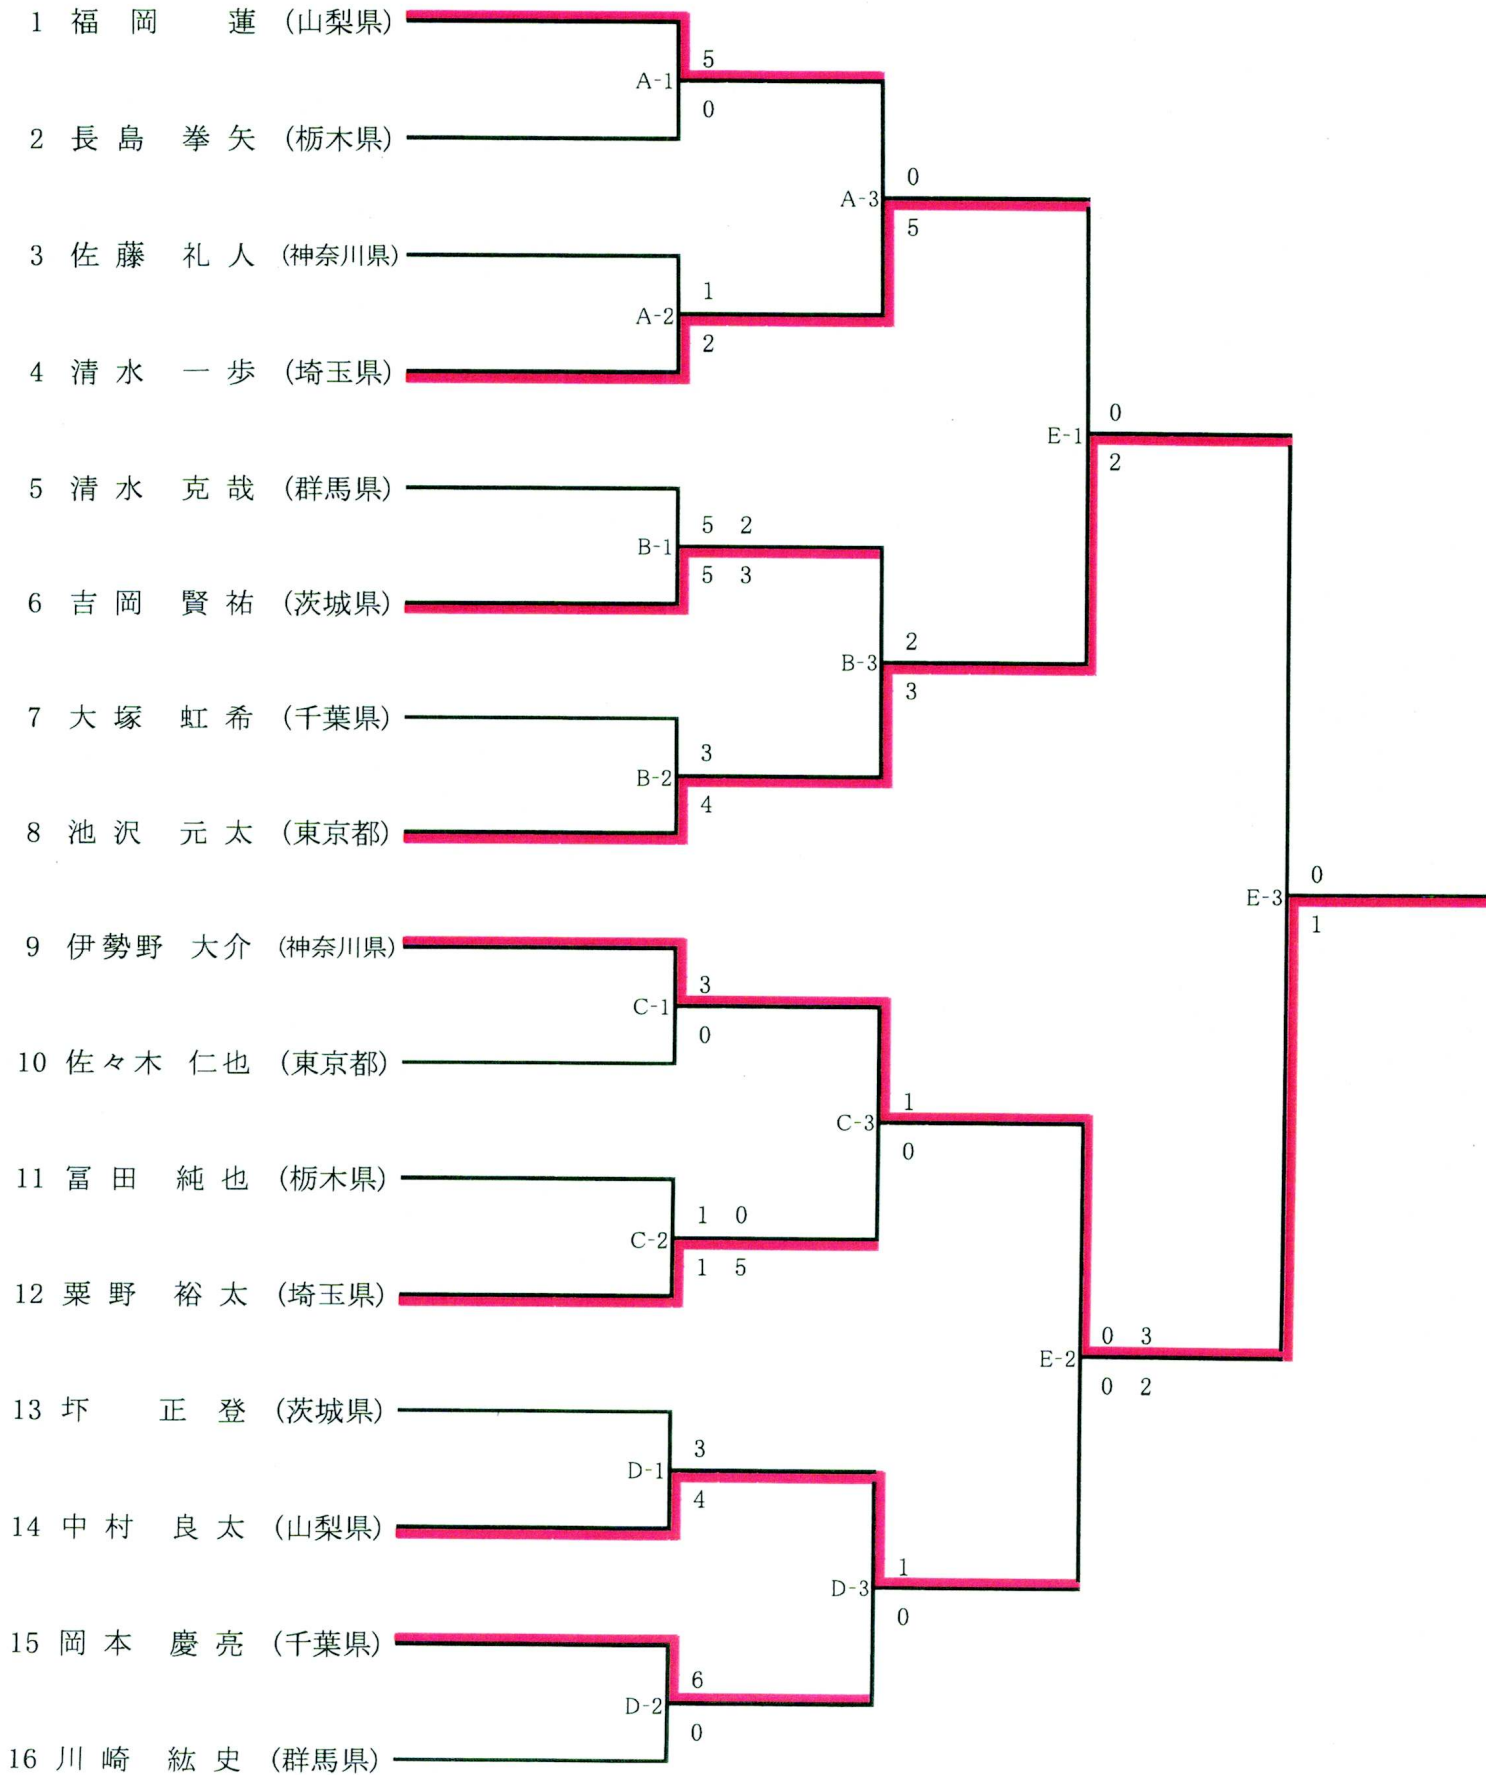 1 福岡 蓮 (山梨県)
5
A-1
0
2 長島 拳矢 (栃木県)
0
A-3
5
3 佐藤 礼人 (神奈川県)
1
A-2
2
4 清水 一歩 (埼玉県)
0
E-1
2
5 清水 克哉 (群馬県)
5 2
B-1
5 3
6 吉岡 賢祐 (茨城県)
2
B-3
3
7 大塚 虹希 (千葉県)
3
B-2
4
8 池沢 元太 (東京都)
0
E-3
1
9 伊勢野 大介 (神奈川県)
3
C-1
0
10 佐々木 仁也 (東京都)
1
C-3
0
11 冨田 純也 (栃木県)
1 0
C-2
1 5
12 粟野 裕太 (埼玉県)
0 3
E-2
0 2
13 圷 正登 (茨城県)
3
D-1
4
14 中村 良太 (山梨県)
1
D-3
0
15 岡本 慶亮 (千葉県)
6
D-2
0
16 川崎 紘史 (群馬県)